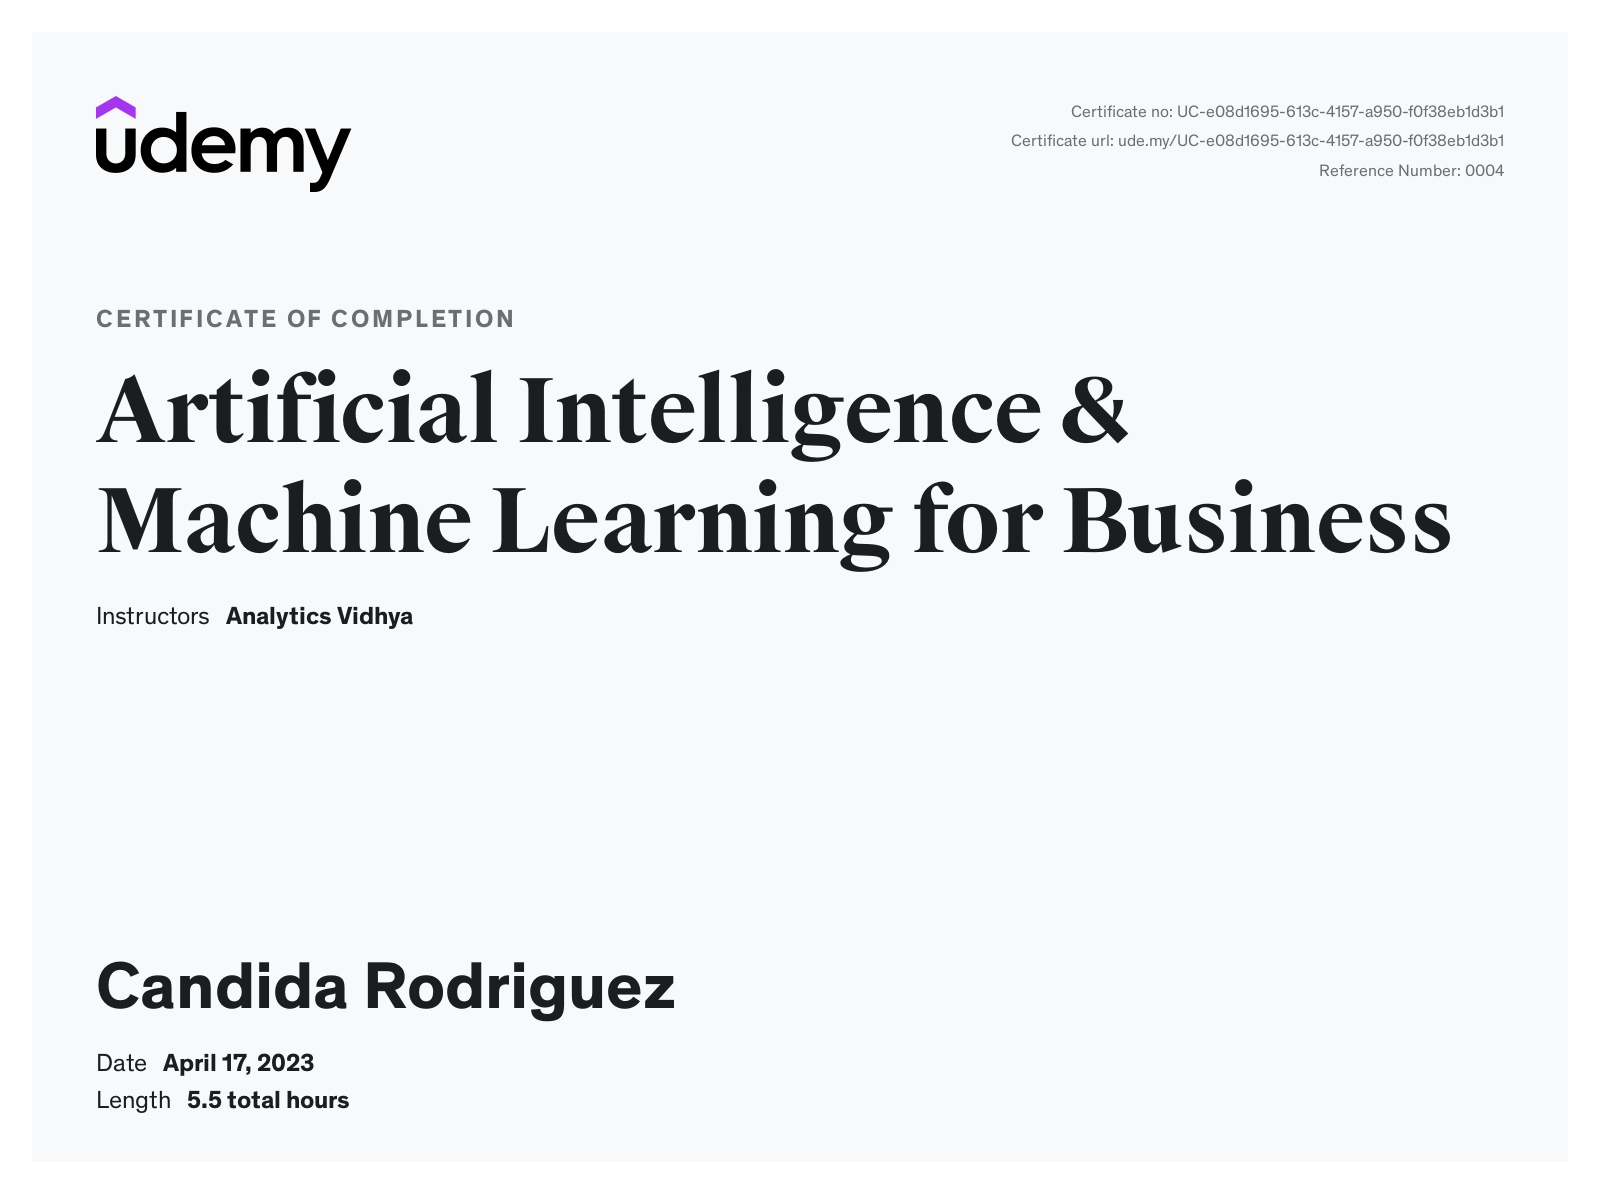 udemy
Certificate no: UC-e08d1695-613c-4157-a950-f0f38eb1d3b1
Certificate url: ude.my/UC-e08d1695-613c-4157-a950-f0f38eb1d3b1
Reference Number: 0004
CERTIFICATE OF COMPLETION
Artificial Intelligence &
Machine Learning for Business
Instructors Analytics Vidhya
Candida Rodriguez
Date April 17, 2023
Length 5.5 total hours